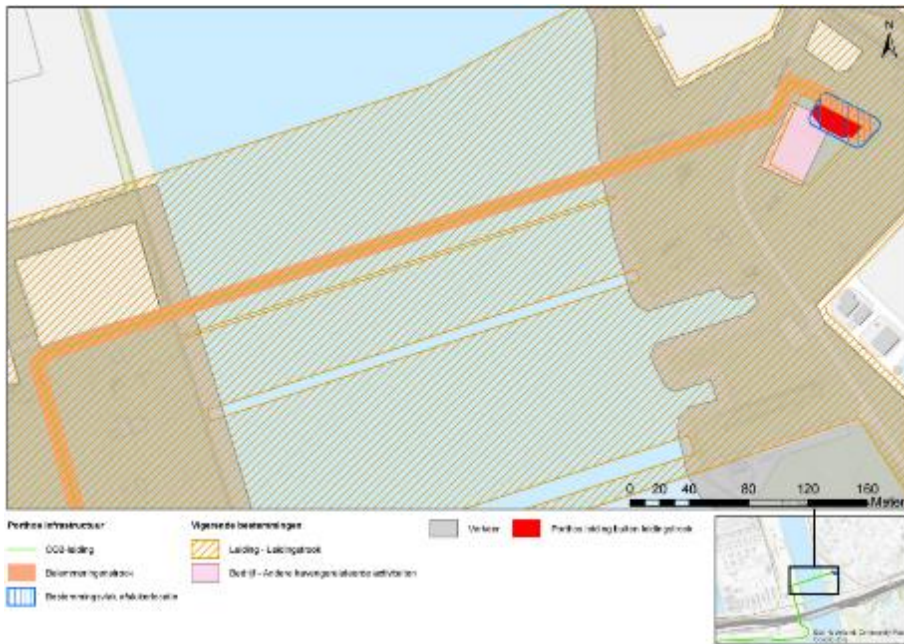 N
0 20 40 80 120 160
Meter
Porthos infrastructuur
CO2-leiding
Belemmeringenstrook
Bestemmingsvlak afsluiterlocatie
Vigerende bestemmingen
Leiding - Leidingstrook
Bedrijf - Andere havengerelateerde activiteiten
Verkeer
Porthos leiding buiten leidingstrook